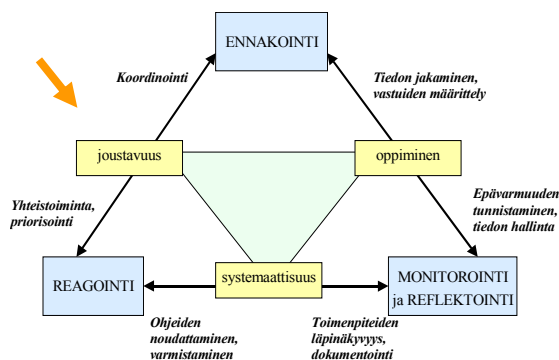 ENNAKOINTI
Koordinointi
Tiedon jakaminen,
vastuiden määrittely
joustavuus
oppiminen
Yhteistoiminta,
priorisointi
Epävarmuuden
tunnistaminen,
tiedon hallinta
REAGOINTI
systemaattisuus
MONITOROINTI
ja REFLEKTOINTI
Ohjeiden
noudattaminen,
varmistaminen
Toimenpiteiden
läpinäkyvyys,
dokumentointi